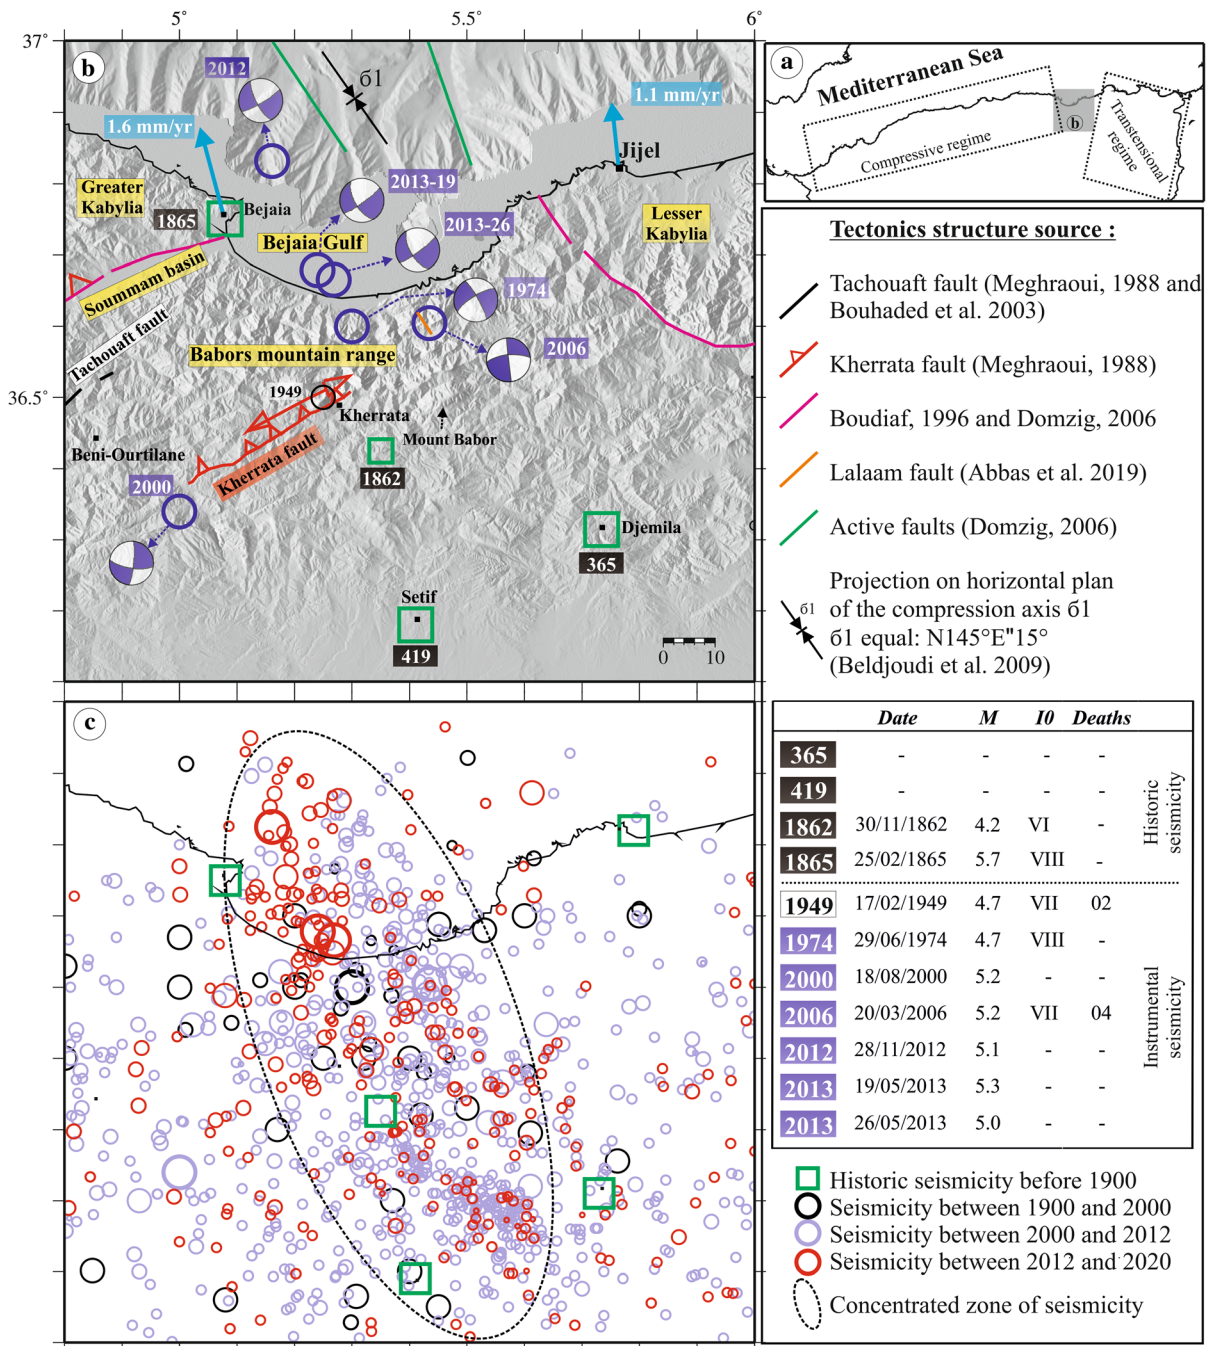 5°
5.5°
6°
37°
36.5°
b
2012
б1
1.6 mm/yr
1.1 mm/yr
Jijel
2013-19
Greater
Kabylia
1865
Bejaia
2013-26
Lesser
Kabylia
Bejaia Gulf
Soummam basin
1974
2006
Tachouaft fault
Babors mountain range
1949
Kherrata
Mount Babor
Beni-Ourtilane
Kherrata fault
1862
2000
Djemila
365
Setif
419
0 10
a
Mediterranean Sea
Compressive regime
b
Transtensional
regime
Tectonics structure source :
Tachouaft fault (Meghraoui, 1988 and
Bouhaded et al. 2003)
Kherrata fault (Meghraoui, 1988)
Boudiaf, 1996 and Domzig, 2006
Lalaam fault (Abbas et al. 2019)
Active faults (Domzig, 2006)
б1
Projection on horizontal plan
of the compression axis б1
б1 equal: N145°E"15°
(Beldjoudi et al. 2009)
Date M I0 Deaths
365 - - - -
419 - - - -
1862 30/11/1862 4.2 VI -
1865 25/02/1865 5.7 VIII -
Historic
seismicity
1949 17/02/1949 4.7 VII 02
1974 29/06/1974 4.7 VIII -
2000 18/08/2000 5.2 - -
2006 20/03/2006 5.2 VII 04
2012 28/11/2012 5.1 - -
2013 19/05/2013 5.3 - -
2013 26/05/2013 5.0 - -
Instrumental
seismicity
Historic seismicity before 1900
Seismicity between 1900 and 2000
Seismicity between 2000 and 2012
Seismicity between 2012 and 2020
Concentrated zone of seismicity
c